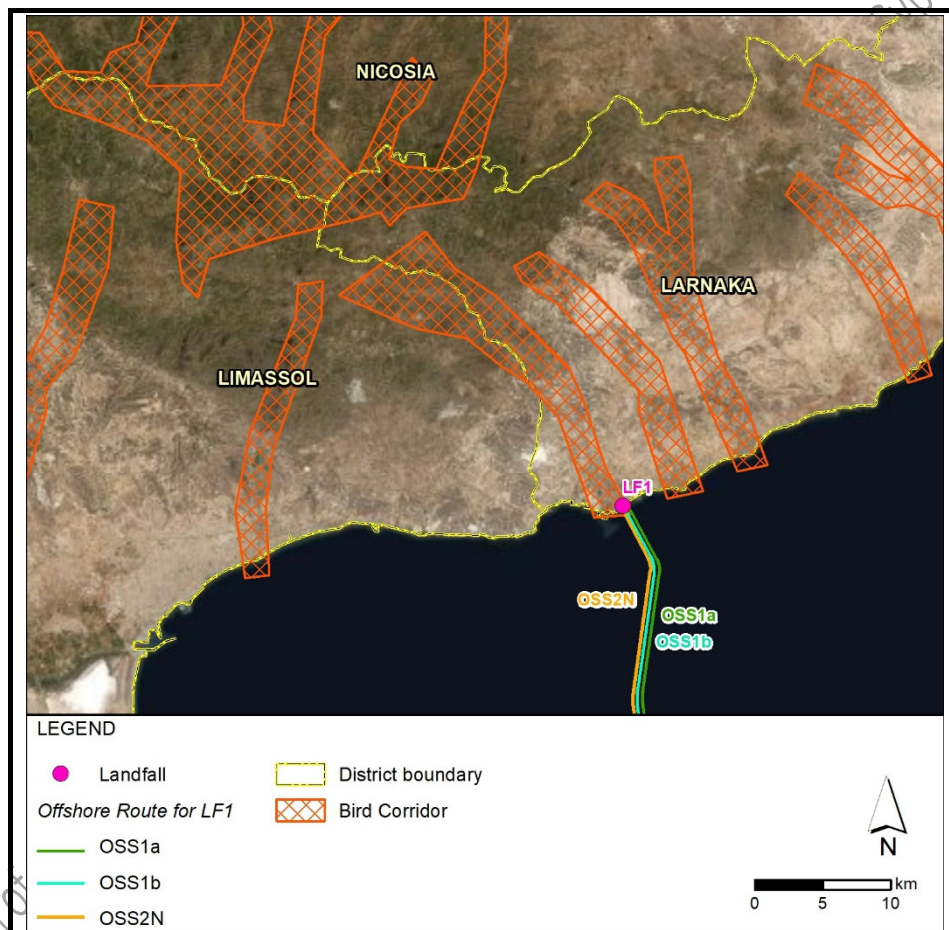 NICOSIA
LARNAKA
LIMASSOL
LF1
OSS2N
OSS1a
OSS1b
LEGEND
Landfall
District boundary
Offshore Route for LF1
Bird Corridor
OSS1a
OSS1b
OSS2N
N
km
0 5 10